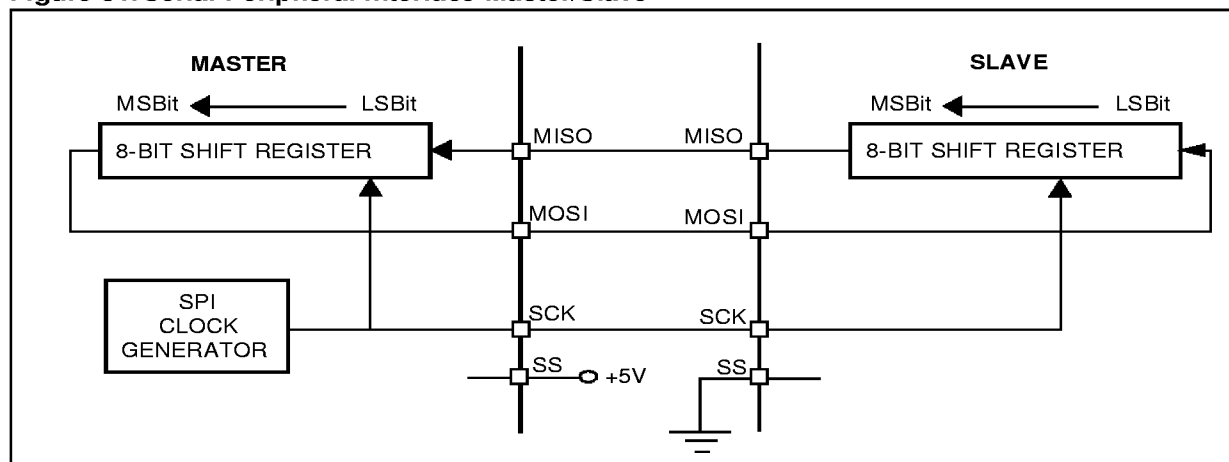 MASTER
SLAVE
MSBit
LSBit
MSBit
LSBit
8-BIT SHIFT REGISTER
MISO
MISO
8-BIT SHIFT REGISTER
MOSI
MOSI
SPI
CLOCK
GENERATOR
SCK
SCK
SS
+5V
SS